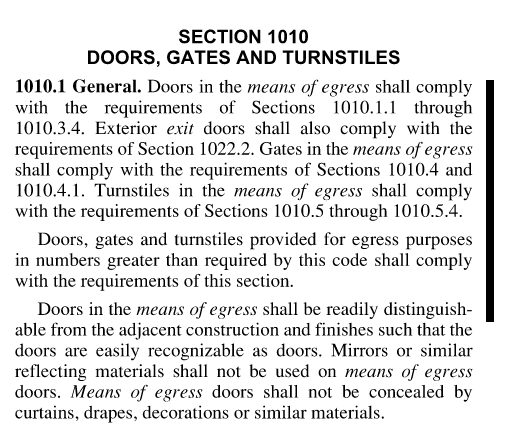 SECTION 1010
DOORS, GATES AND TURNSTILES
1010.1 General. Doors in the means of egress shall comply
with the requirements of Sections 1010.1.1 through
1010.3.4. Exterior exit doors shall also comply with the
requirements of Section 1022.2. Gates in the means of egress
shall comply with the requirements of Sections 1010.4 and
1010.4.1. Turnstiles in the means of egress shall comply
with the requirements of Sections 1010.5 through 1010.5.4.
Doors, gates and turnstiles provided for egress purposes
in numbers greater than required by this code shall comply
with the requirements of this section.
Doors in the means of egress shall be readily distinguish-
able from the adjacent construction and finishes such that the
doors are easily recognizable as doors. Mirrors or similar
reflecting materials shall not be used on means of egress
doors. Means of egress doors shall not be concealed by
curtains, drapes, decorations or similar materials.